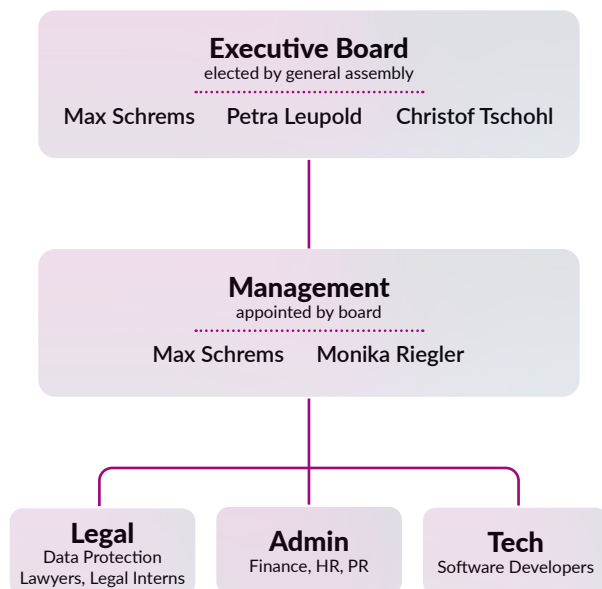 Executive Board
elected by general assembly
Max Schrems Petra Leupold Christof Tschohl
Management
appointed by board
Max Schrems Monika Riegler
Legal
Data Protection
Lawyers, Legal Interns
Admin
Finance, HR, PR
Tech
Software Developers